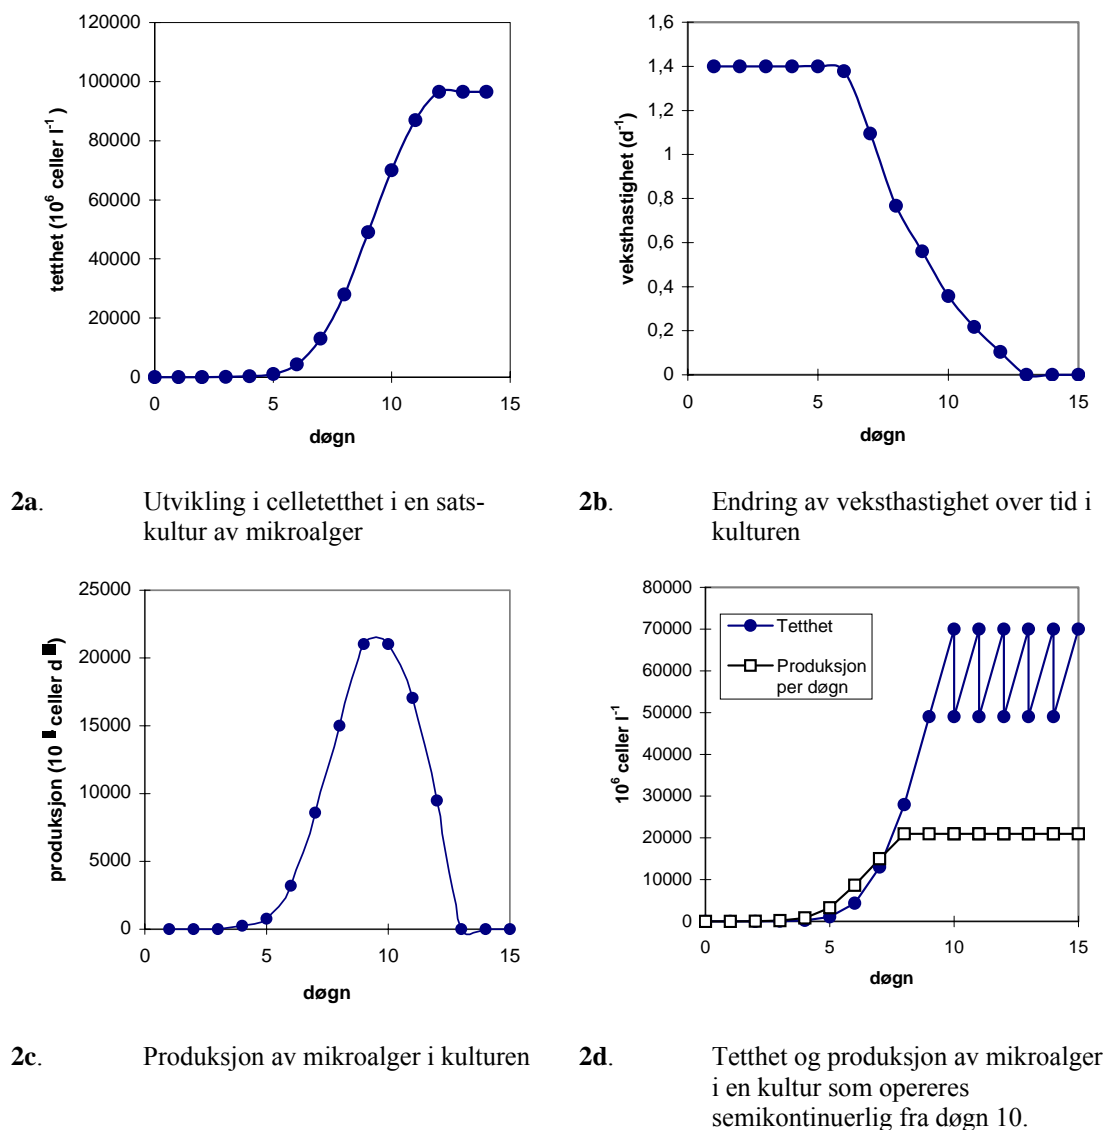 120000
100000
80000
60000
40000
20000
0
0 5 10 15
tetthet (10⁶ celler l⁻¹)
døgn
1,6
1,4
1,2
1
0,8
0,6
0,4
0,2
0
0 5 10 15
veksthastighet (d⁻¹)
døgn
2a. Utvikling i celletetthet i en sats-
kultur av mikroalger
2b. Endring av veksthastighet over tid i
kulturen
25000
20000
15000
10000
5000
0
0 5 10 15
produksjon (10 celler d )
døgn
80000
70000
60000
50000
40000
30000
20000
10000
0
0 5 10 15
10⁶ celler l⁻¹
Tetthet
Produksjon
per døgn
døgn
2c. Produksjon av mikroalger i kulturen
2d. Tetthet og produksjon av mikroalger
i en kultur som opereres
semikontinuerlig fra døgn 10.